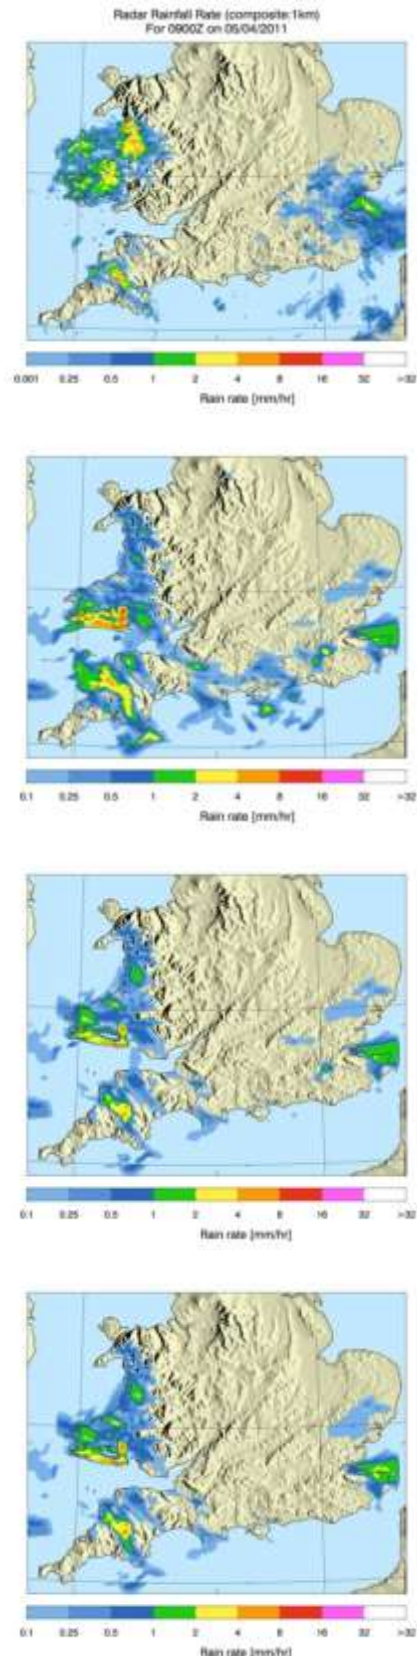 Radar Rainfall Rate (composite:1km)
For 0900Z on 05/04/2011
0.001 0.25 0.5 1 2 4 8 16 32 >32
Rain rate [mm/hr]
0.1 0.25 0.5 1 2 4 8 16 32 >32
Rain rate [mm/hr]
0.1 0.25 0.5 1 2 4 8 16 32 >32
Rain rate [mm/hr]
0.1 0.25 0.5 1 2 4 8 16 32 >32
Rain rate [mm/hr]